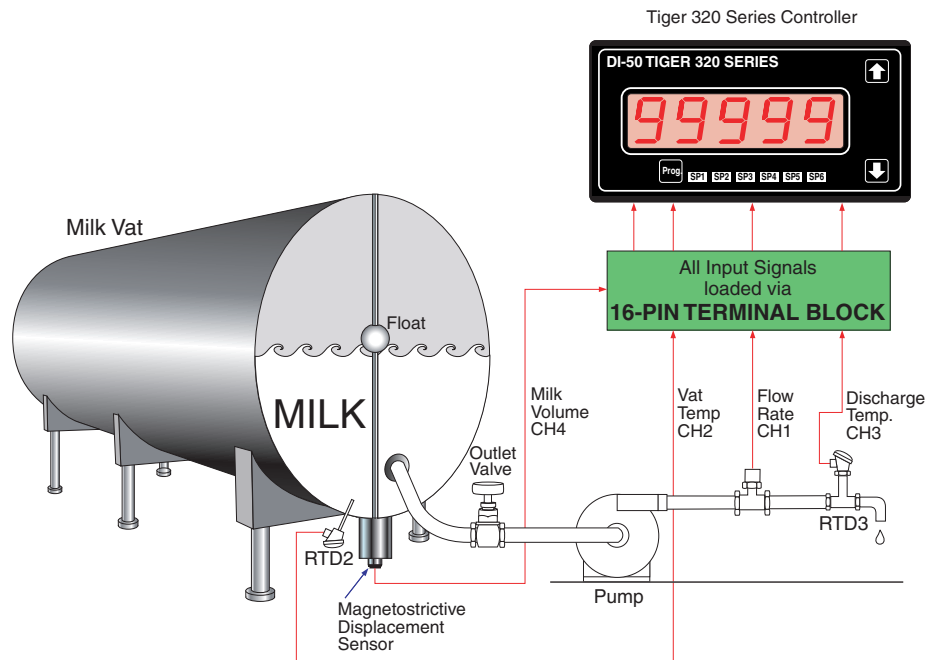 Tiger 320 Series Controller
DI-50 TIGER 320 SERIES
99999
Prog.
SP1 SP2 SP3 SP4 SP5 SP6
All Input Signals
loaded via
16-PIN TERMINAL BLOCK
Milk Vat
Float
MILK
Milk
Volume
CH4
Vat
Temp
CH2
Flow
Rate
CH1
Discharge
Temp.
CH3
Outlet
Valve
RTD2
RTD3
Pump
Magnetostrictive
Displacement
Sensor